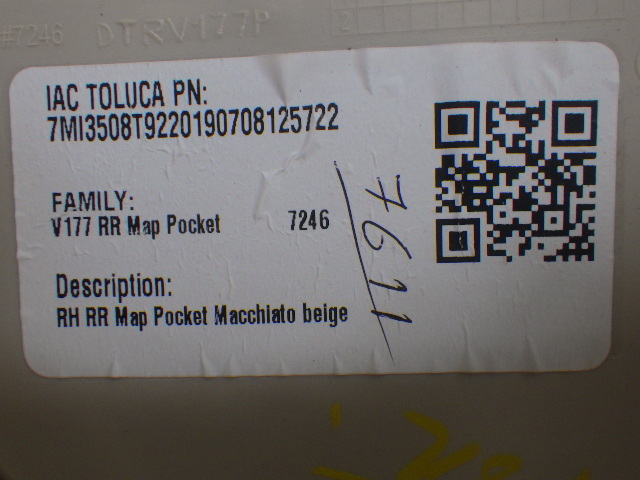 #7246 DTRV177P 2
IAC TOLUCA PN:
7MI3508T9220190708125722
FAMILY:
V177 RR Map Pocket 7246
Description:
RH RR Map Pocket Macchiato beige
7611